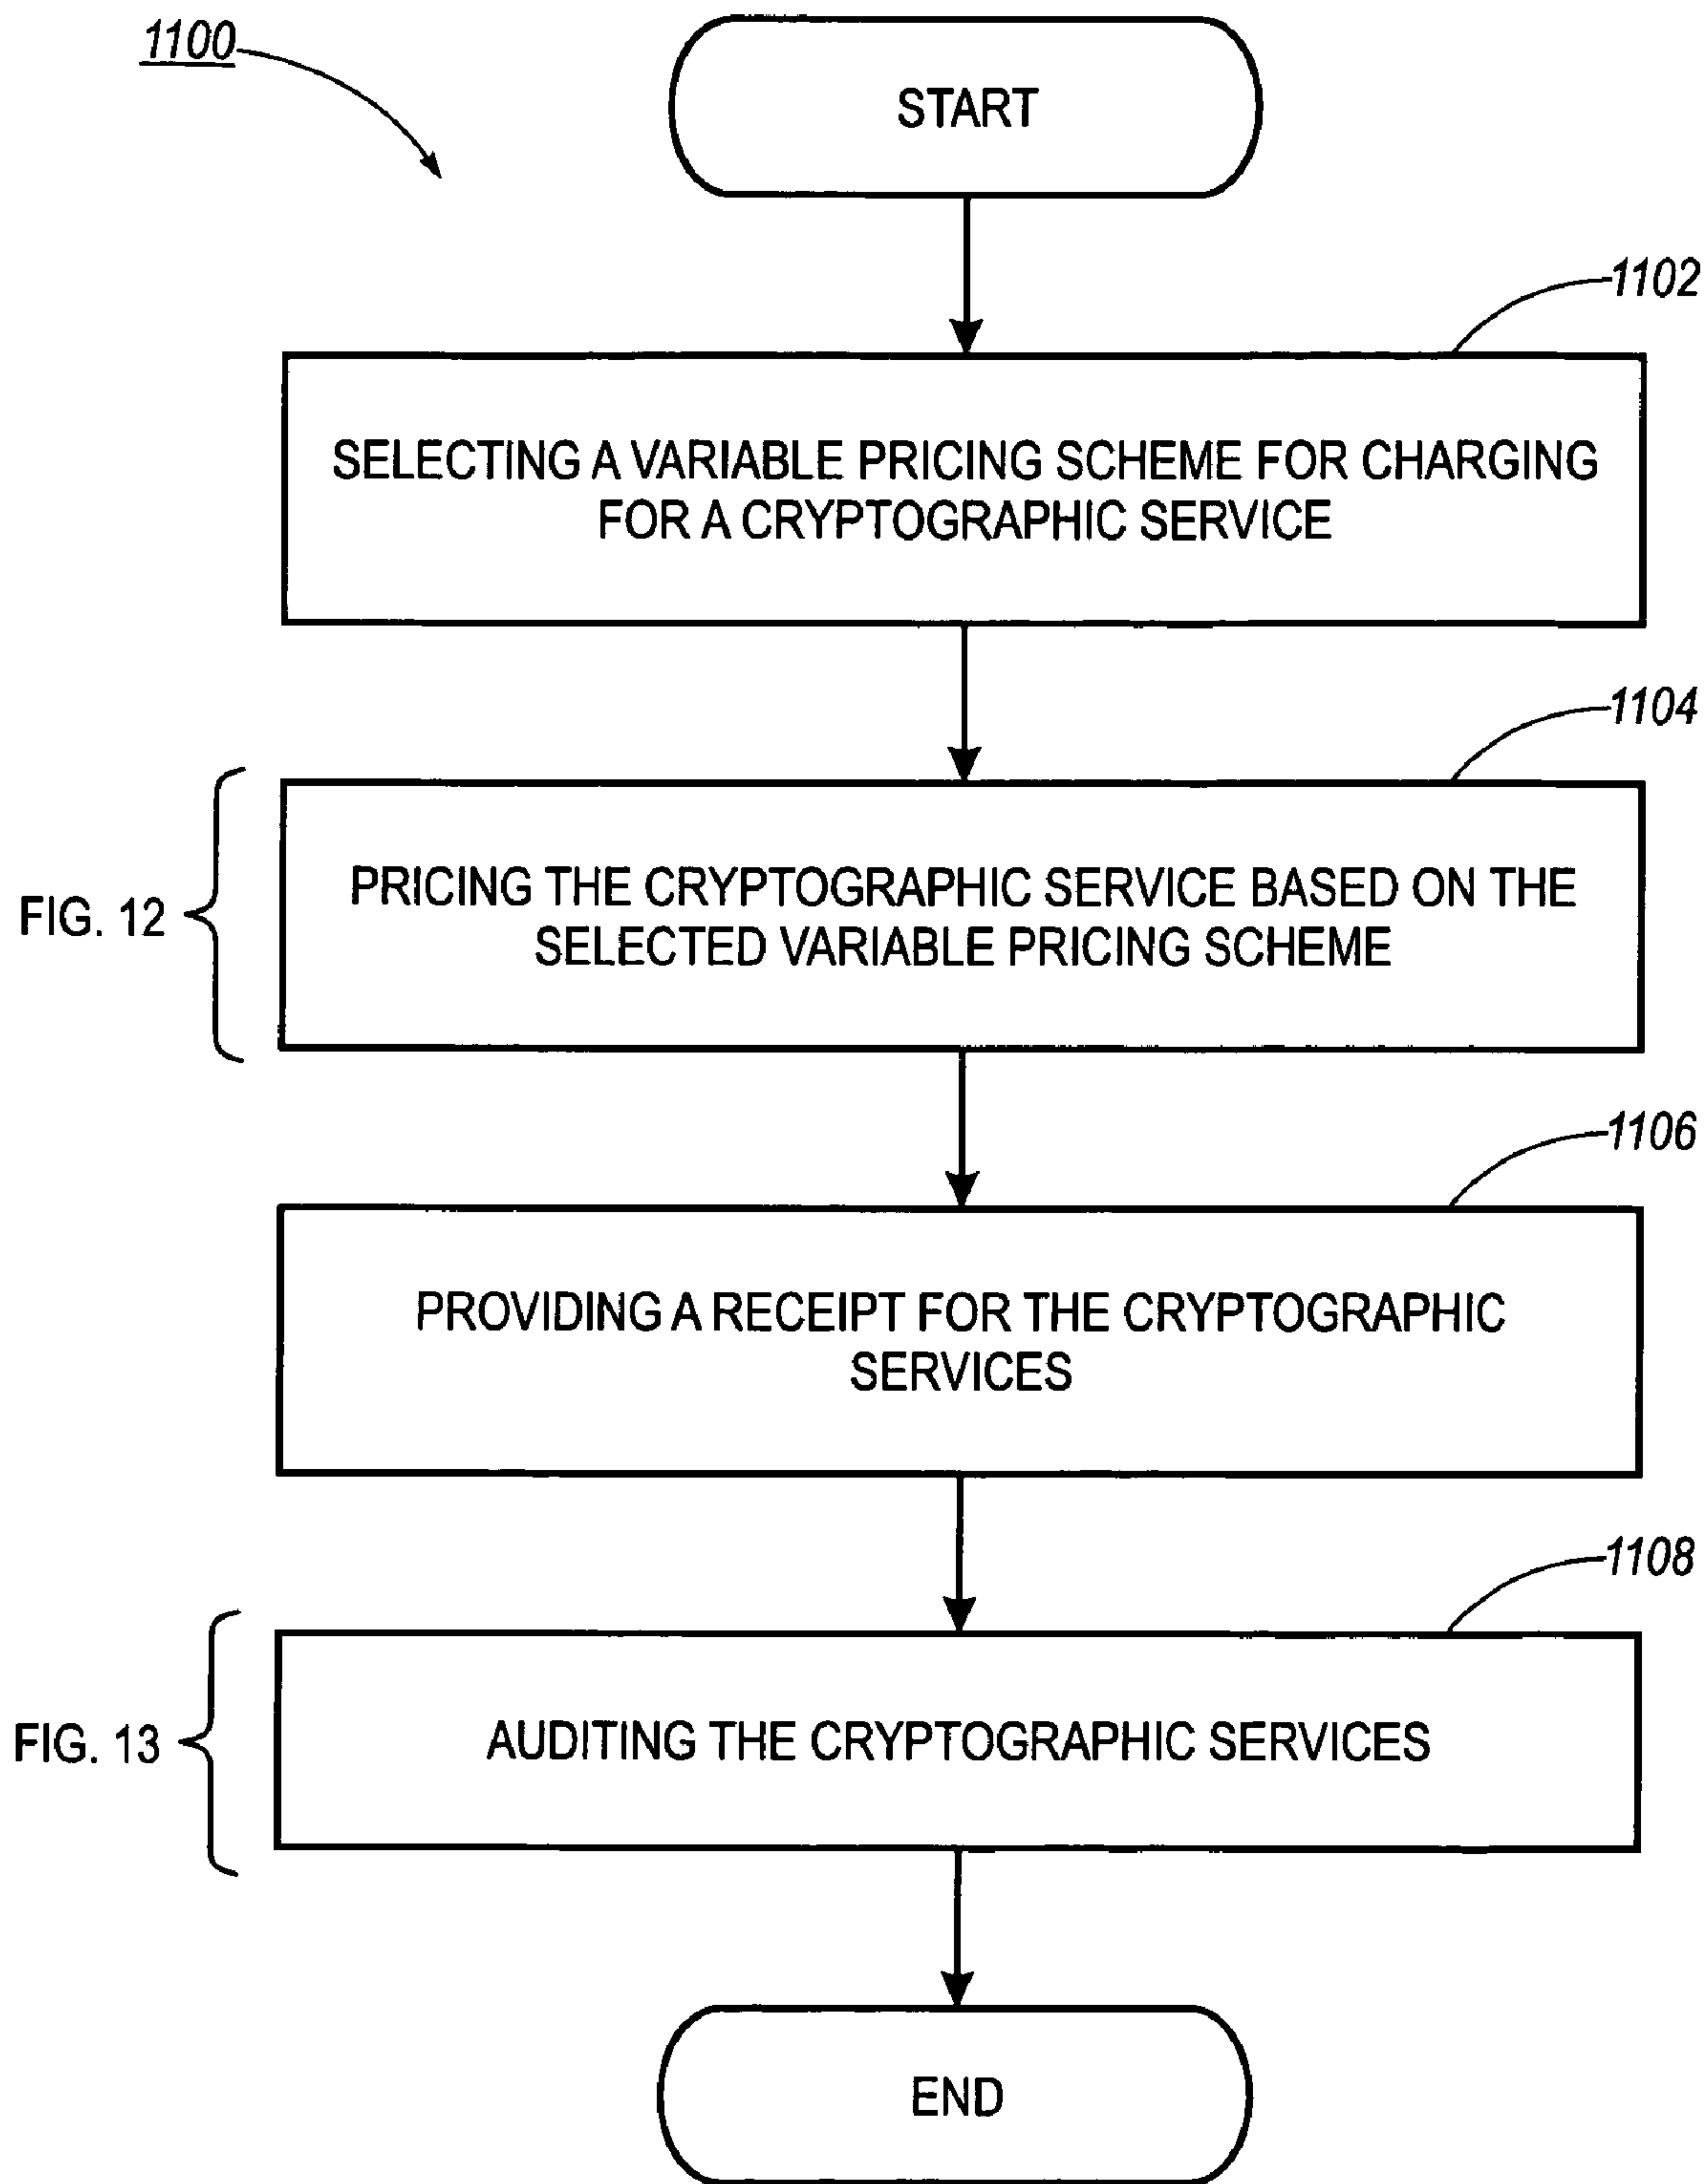 1100
START
1102
SELECTING A VARIABLE PRICING SCHEME FOR CHARGING
FOR A CRYPTOGRAPHIC SERVICE
1104
FIG. 12
PRICING THE CRYPTOGRAPHIC SERVICE BASED ON THE
SELECTED VARIABLE PRICING SCHEME
1106
PROVIDING A RECEIPT FOR THE CRYPTOGRAPHIC
SERVICES
1108
FIG. 13
AUDITING THE CRYPTOGRAPHIC SERVICES
END